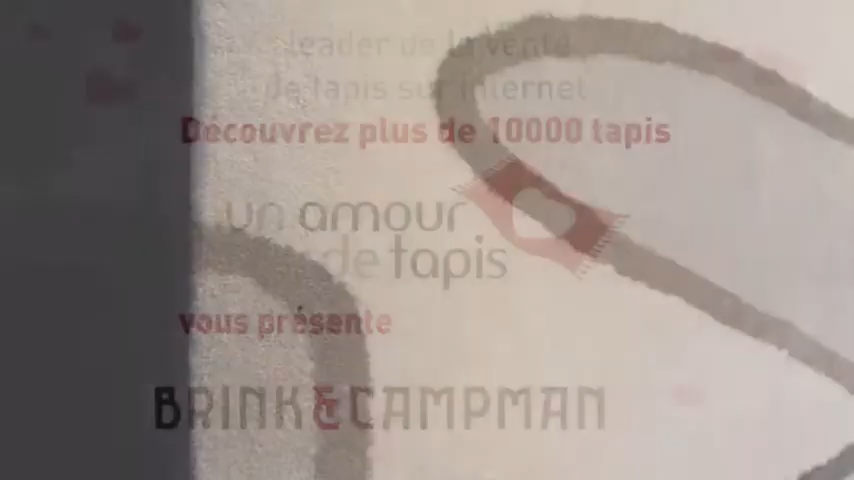 leader de la vente
de tapis sur internet
Découvrez plus de 10000 tapis
un amour
de tapis
vous présente
BRINK&CAMPMAN